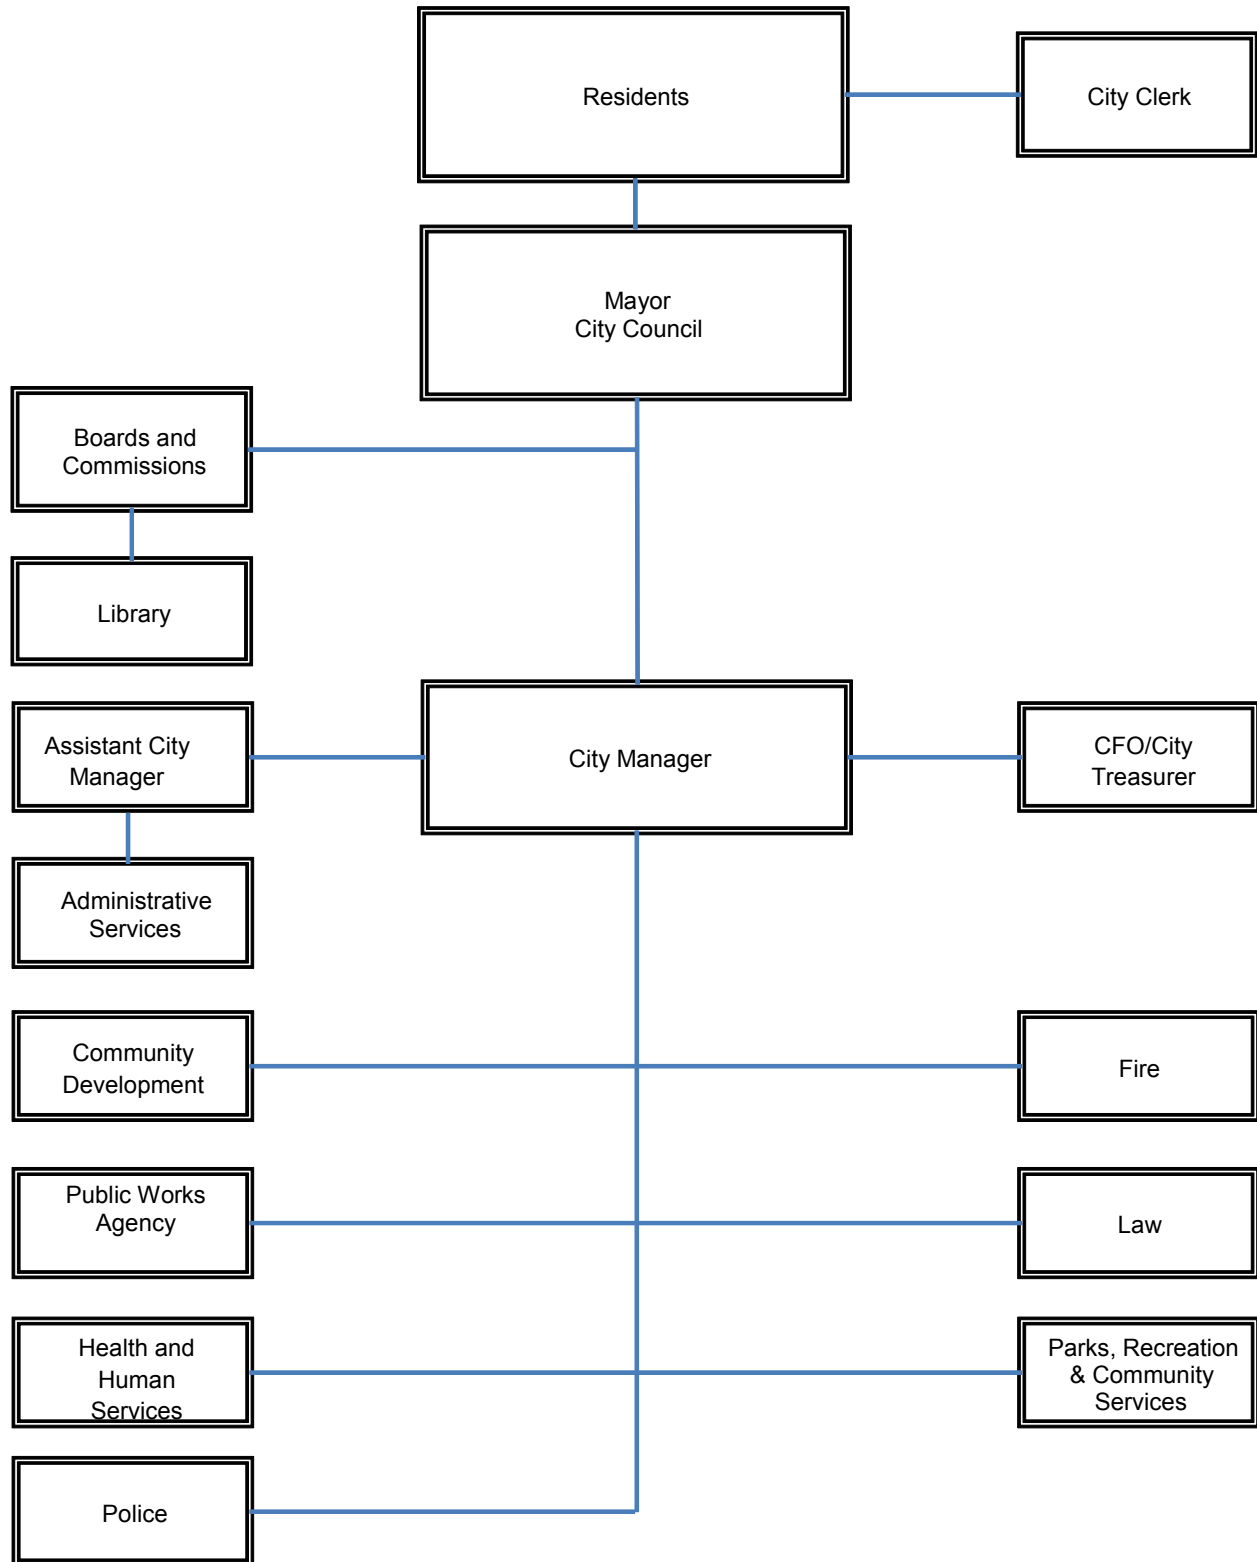 Residents
City Clerk
Mayor
City Council
Boards and
Commissions
Library
Assistant City
Manager
City Manager
CFO/City
Treasurer
Administrative
Services
Community
Development
Fire
Public Works
Agency
Law
Health and
Human
Services
Parks, Recreation
& Community
Services
Police